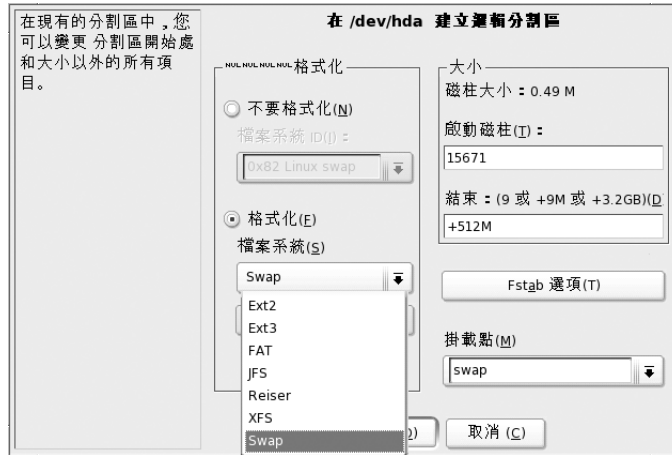 在現有的分割區中，您
可以變更 分割區開始處
和大小以外的所有項
目。
在 /dev/hda 建立邏輯分割區
NUL NUL NUL NUL 格式化
不要格式化(N)
檔案系統 ID(I)：
0x82 Linux swap
格式化(F)
檔案系統(S)
Swap
Ext2
Ext3
FAT
JFS
Reiser
XFS
Swap
大小
磁柱大小：0.49 M
啟動磁柱(T)：
15671
結束：(9 或 +9M 或 +3.2GB)(D
+512M
Fstab 選項(T)
掛載點(M)
swap
取消 (C)